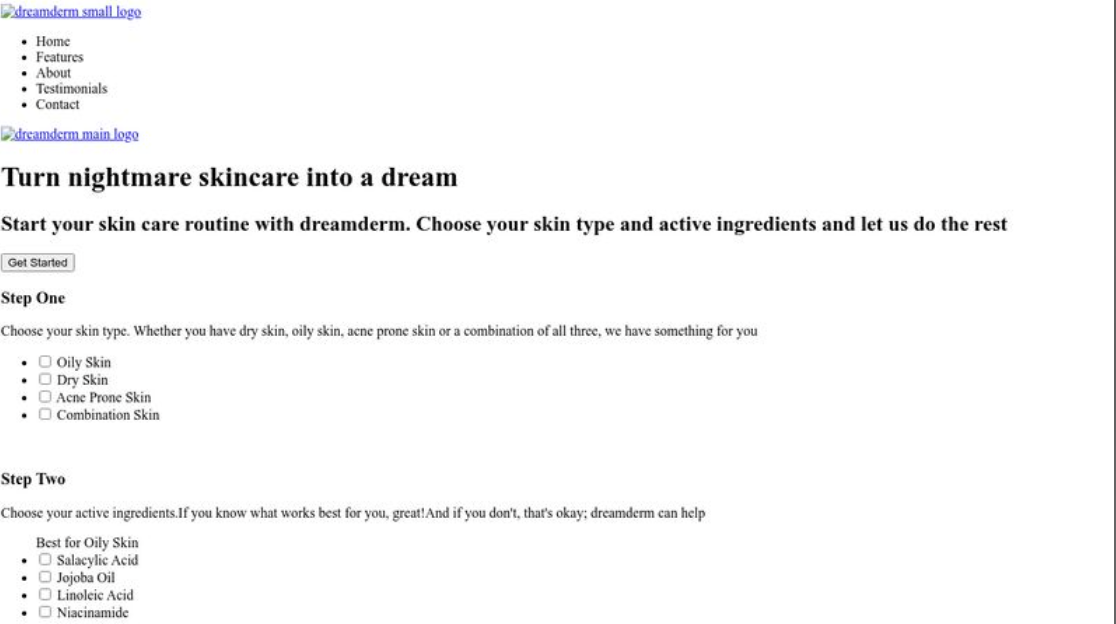 dreamderm small logo
Home
Features
About
Testimonials
Contact
dreamderm main logo
Turn nightmare skincare into a dream
Start your skin care routine with dreamderm. Choose your skin type and active ingredients and let us do the rest
Get Started
Step One
Choose your skin type. Whether you have dry skin, oily skin, acne prone skin or a combination of all three, we have something for you
Oily Skin
Dry Skin
Acne Prone Skin
Combination Skin
Step Two
Choose your active ingredients.If you know what works best for you, great!And if you don't, that's okay; dreamderm can help
Best for Oily Skin
Salacylic Acid
Jojoba Oil
Linoleic Acid
Niacinamide